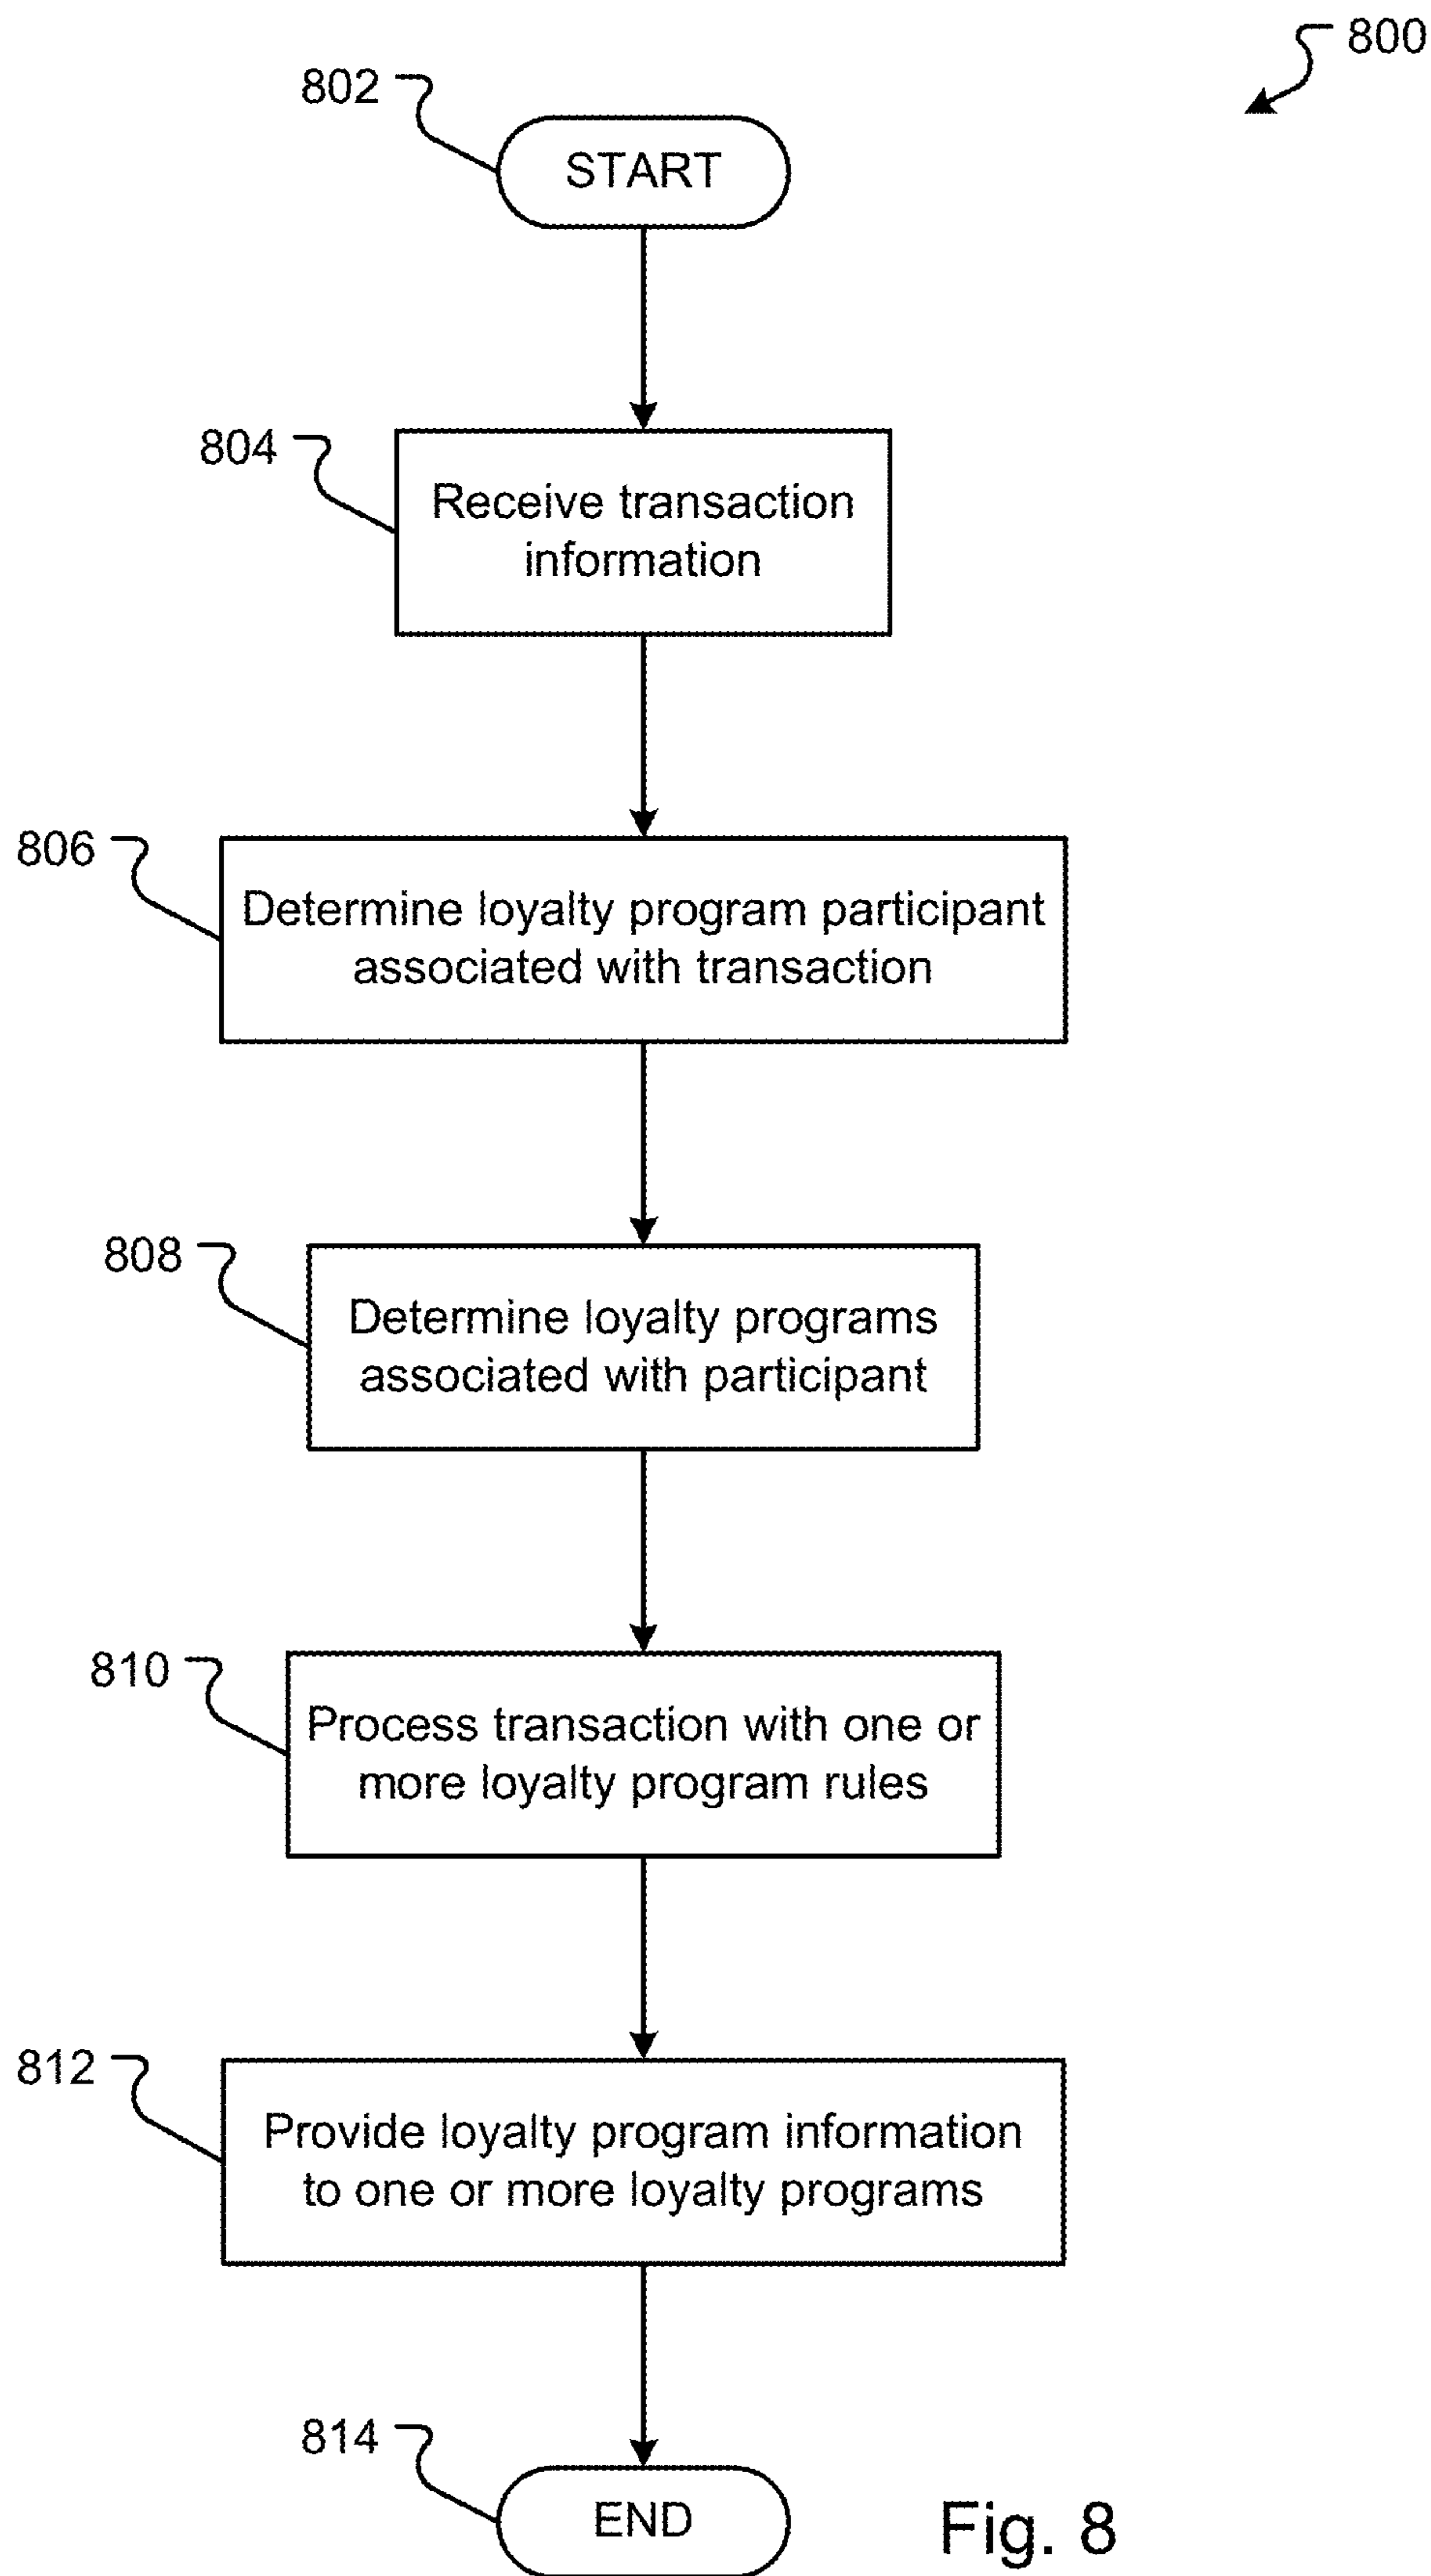 800
802
START
804
Receive transaction
information
806
Determine loyalty program participant
associated with transaction
808
Determine loyalty programs
associated with participant
810
Process transaction with one or
more loyalty program rules
812
Provide loyalty program information
to one or more loyalty programs
814
END
Fig. 8